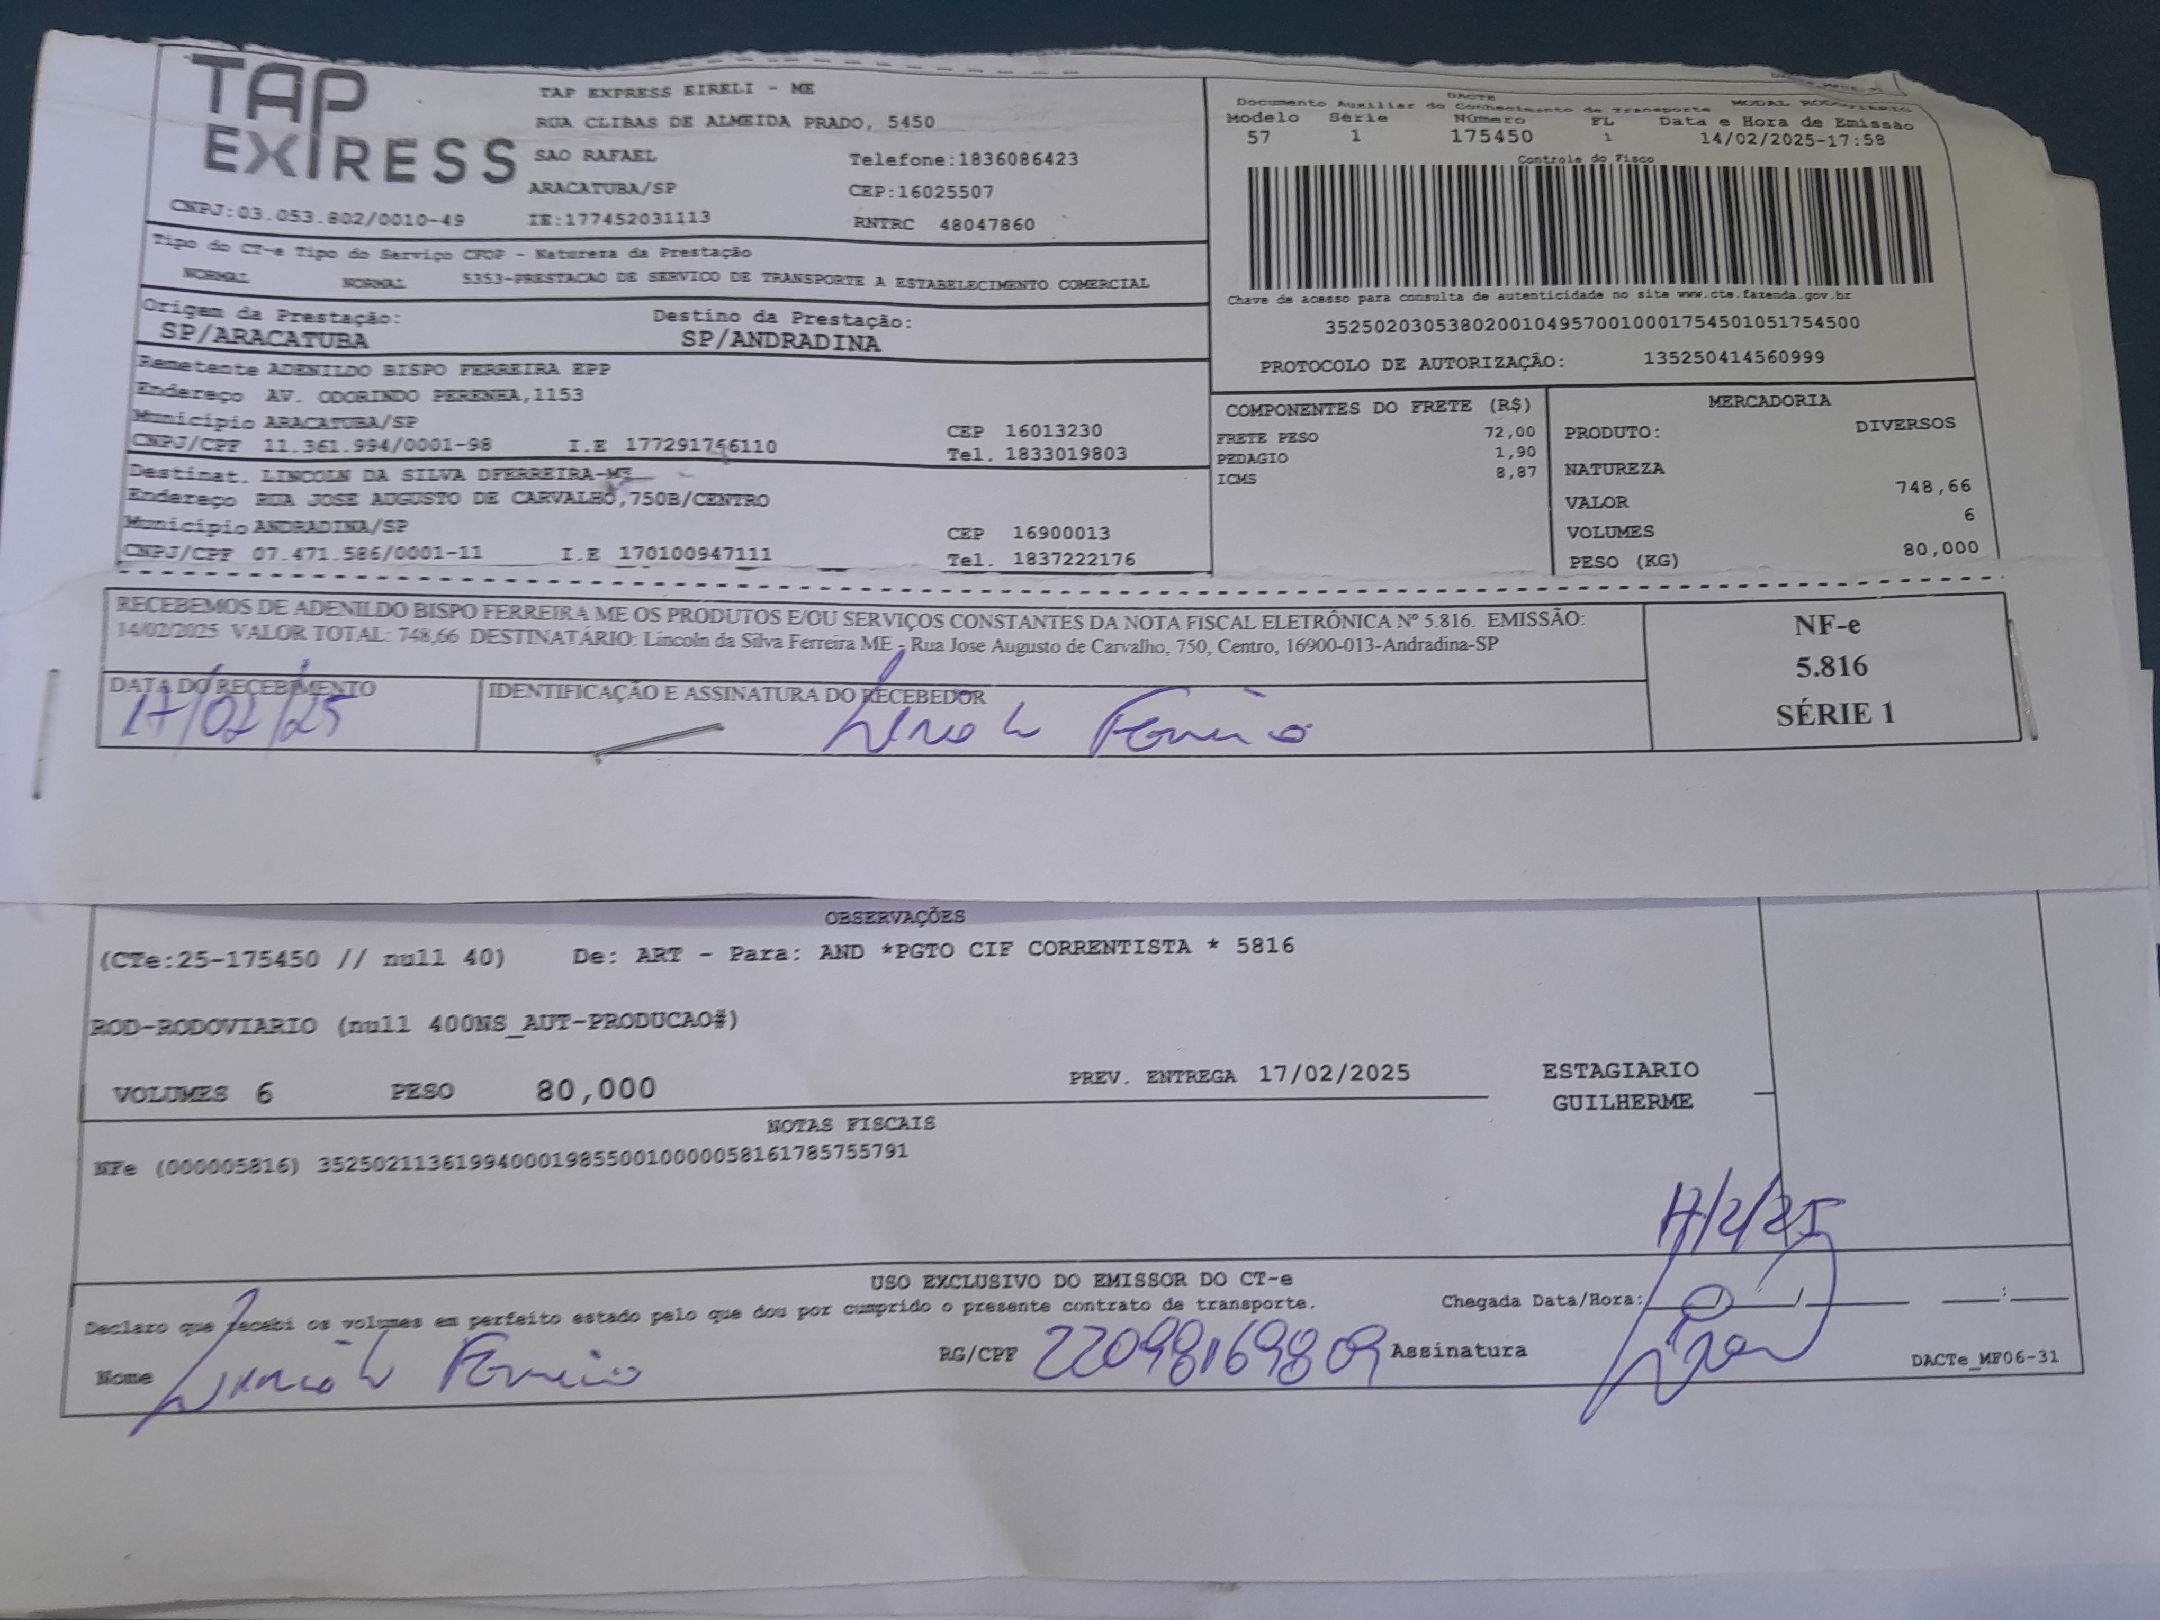 TAP
EXPRESS
TAP EXPRESS EIRELI - ME
RUA CLIBAS DE ALMEIDA PRADO, 5450
SAO RAFAEL Telefone:1836086423
ARACATUBA/SP CEP:16025507
CNPJ:03.053.802/0010-49 IE:177452031113 RNTRC 48047860
DACTE
Documento Auxiliar do Conhecimento de Transporte MODAL RODOVIARIO
Modelo Série Número FL Data e Hora de Emissão
57 1 175450 1 14/02/2025-17:58
Controle do Fisco
Chave de acesso para consulta de autenticidade no site www.cte.fazenda.gov.br
35250203053802001049570010001754501051754500
PROTOCOLO DE AUTORIZAÇÃO: 135250414560999
Tipo do CT-e Tipo do Serviço CFOP - Natureza da Prestação
NORMAL NORMAL 5353-PRESTACAO DE SERVICO DE TRANSPORTE A ESTABELECIMENTO COMERCIAL
Origem da Prestação: Destino da Prestação:
SP/ARACATUBA SP/ANDRADINA
Remetente ADENILDO BISPO FERREIRA EPP
Endereço AV. ODORINDO PERENHA,1153
Município ARACATUBA/SP CEP 16013230
CNPJ/CPF 11.361.994/0001-98 I.E 177291766110 Tel. 1833019803
Destinat. LINCOLN DA SILVA DFERREIRA-ME
Endereço RUA JOSE AUGUSTO DE CARVALHO,750B/CENTRO
Município ANDRADINA/SP CEP 16900013
CNPJ/CPF 07.471.586/0001-11 I.E 170100947111 Tel. 1837222176
COMPONENTES DO FRETE (R$)
FRETE PESO 72,00
PEDAGIO 1,90
ICMS 8,87
MERCADORIA
PRODUTO: DIVERSOS
NATUREZA
VALOR 748,66
VOLUMES 6
PESO (KG) 80,000
RECEBEMOS DE ADENILDO BISPO FERREIRA ME OS PRODUTOS E/OU SERVIÇOS CONSTANTES DA NOTA FISCAL ELETRÔNICA Nº 5.816. EMISSÃO:
14/02/2025 VALOR TOTAL: 748,66 DESTINATÁRIO: Lincoln da Silva Ferreira ME - Rua Jose Augusto de Carvalho, 750, Centro, 16900-013-Andradina-SP
NF-e
5.816
SÉRIE 1
DATA DO RECEBIMENTO IDENTIFICAÇÃO E ASSINATURA DO RECEBEDOR
17/02/25 Lincoln Ferreira
OBSERVAÇÕES
(CTe:25-175450 // null 40) De: ART - Para: AND *PGTO CIF CORRENTISTA * 5816
ROD-RODOVIARIO (null 400NS_AUT-PRODUCAO#)
VOLUMES 6 PESO 80,000 PREV. ENTREGA 17/02/2025 ESTAGIARIO
GUILHERME
NOTAS FISCAIS
NFe (000005816) 35250211361994000198550010000058161785755791
17/2/25
USO EXCLUSIVO DO EMISSOR DO CT-e
Declaro que recebi os volumes em perfeito estado pelo que dou por cumprido o presente contrato de transporte. Chegada Data/Hora: / / :
Nome Lincoln Ferreira RG/CPF 22098169809 Assinatura
DACTe_MF06-31